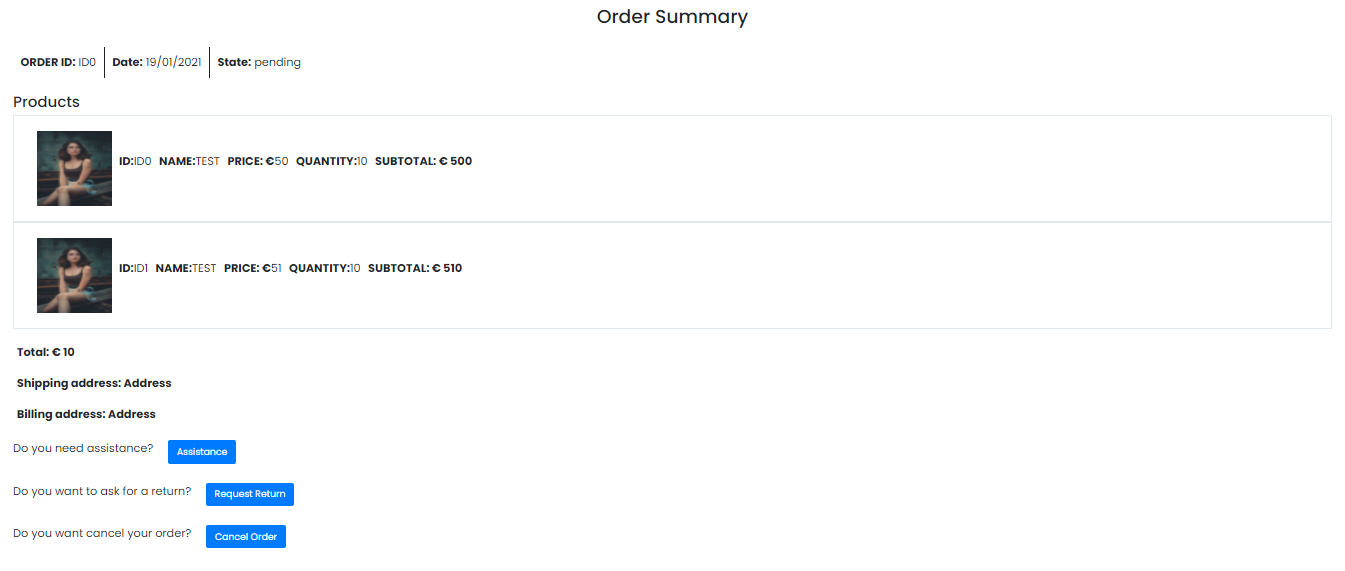 Order Summary
ORDER ID: ID0 Date: 19/01/2021 State: pending
Products
ID:ID0 NAME:TEST PRICE: €50 QUANTITY:10 SUBTOTAL: € 500
ID:ID1 NAME:TEST PRICE: €51 QUANTITY:10 SUBTOTAL: € 510
Total: € 10
Shipping address: Address
Billing address: Address
Do you need assistance? Assistance
Do you want to ask for a return? Request Return
Do you want cancel your order? Cancel Order